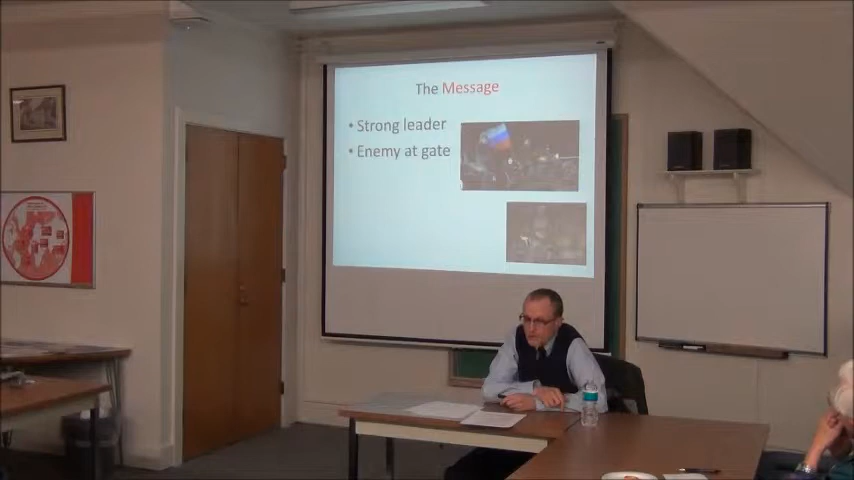 The Message
• Strong leader
• Enemy at gate